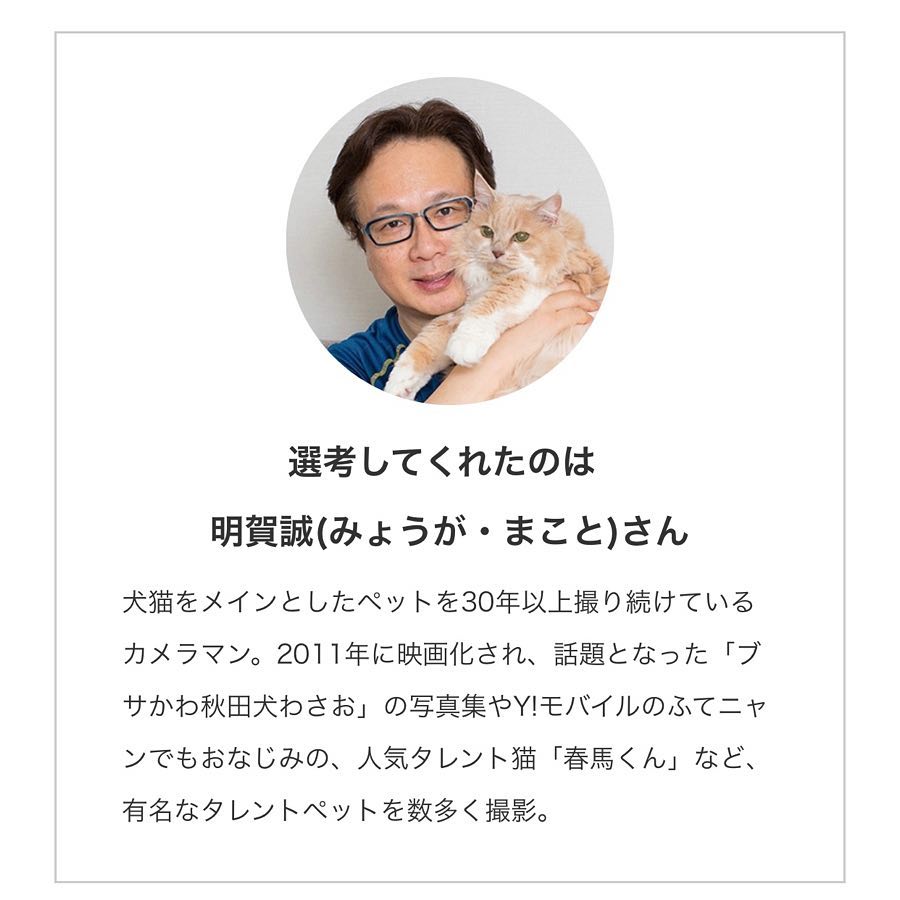 選考してくれたのは
明賀誠(みょうが・まこと)さん
犬猫をメインとしたペットを30年以上撮り続けている
カメラマン。2011年に映画化され、話題となった「ブ
サかわ秋田犬わさお」の写真集やY!モバイルのふてニャ
ンでもおなじみの、人気タレント猫「春馬くん」など、
有名なタレントペットを数多く撮影。